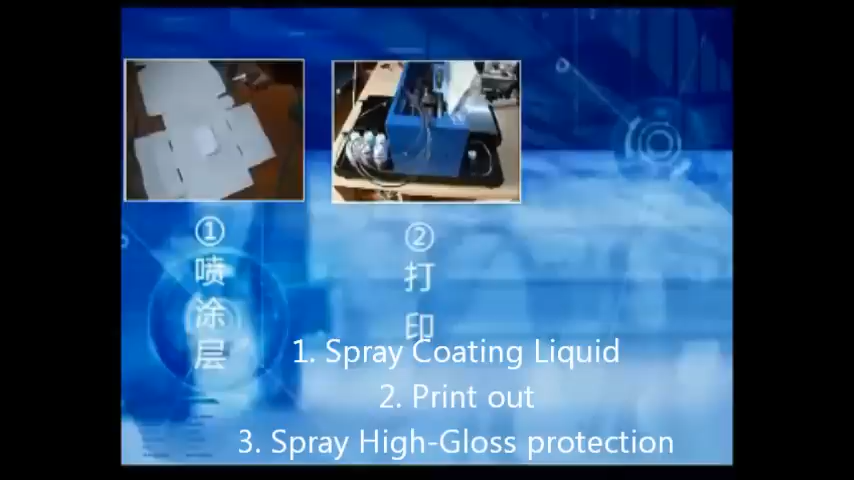 ①
喷
涂
层
②
打
印
1. Spray Coating Liquid
2. Print out
3. Spray High-Gloss protection